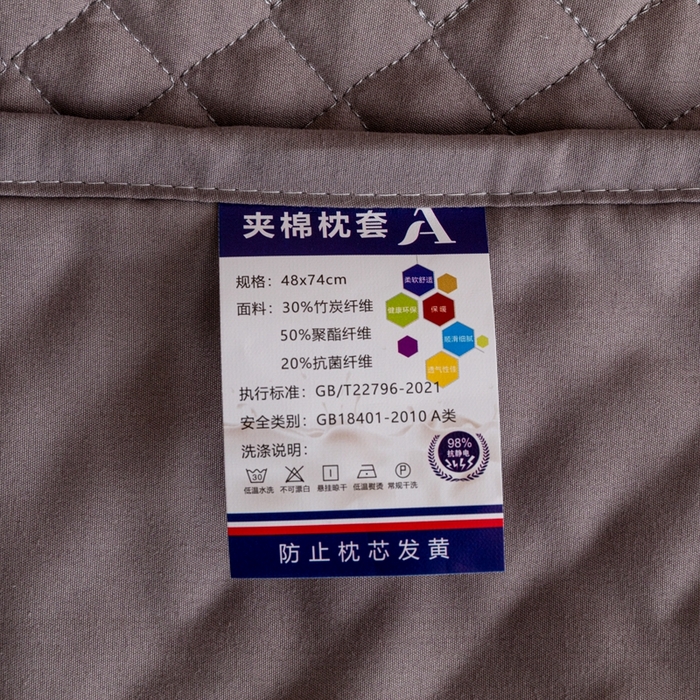 夹棉枕套 A
规格：48x74cm
柔软舒适
健康环保
保暖
面料：30%竹炭纤维
50%聚酯纤维
舱滑细腻
20%抗菌纤维
透气性佳
执行标准：GB/T22796-2021
安全类别：GB18401-2010 A类
洗涤说明：
98%
抗静电
30
P
低温水洗 不可漂白 悬挂晾干 低温熨烫 常规干洗
防止枕芯发黄